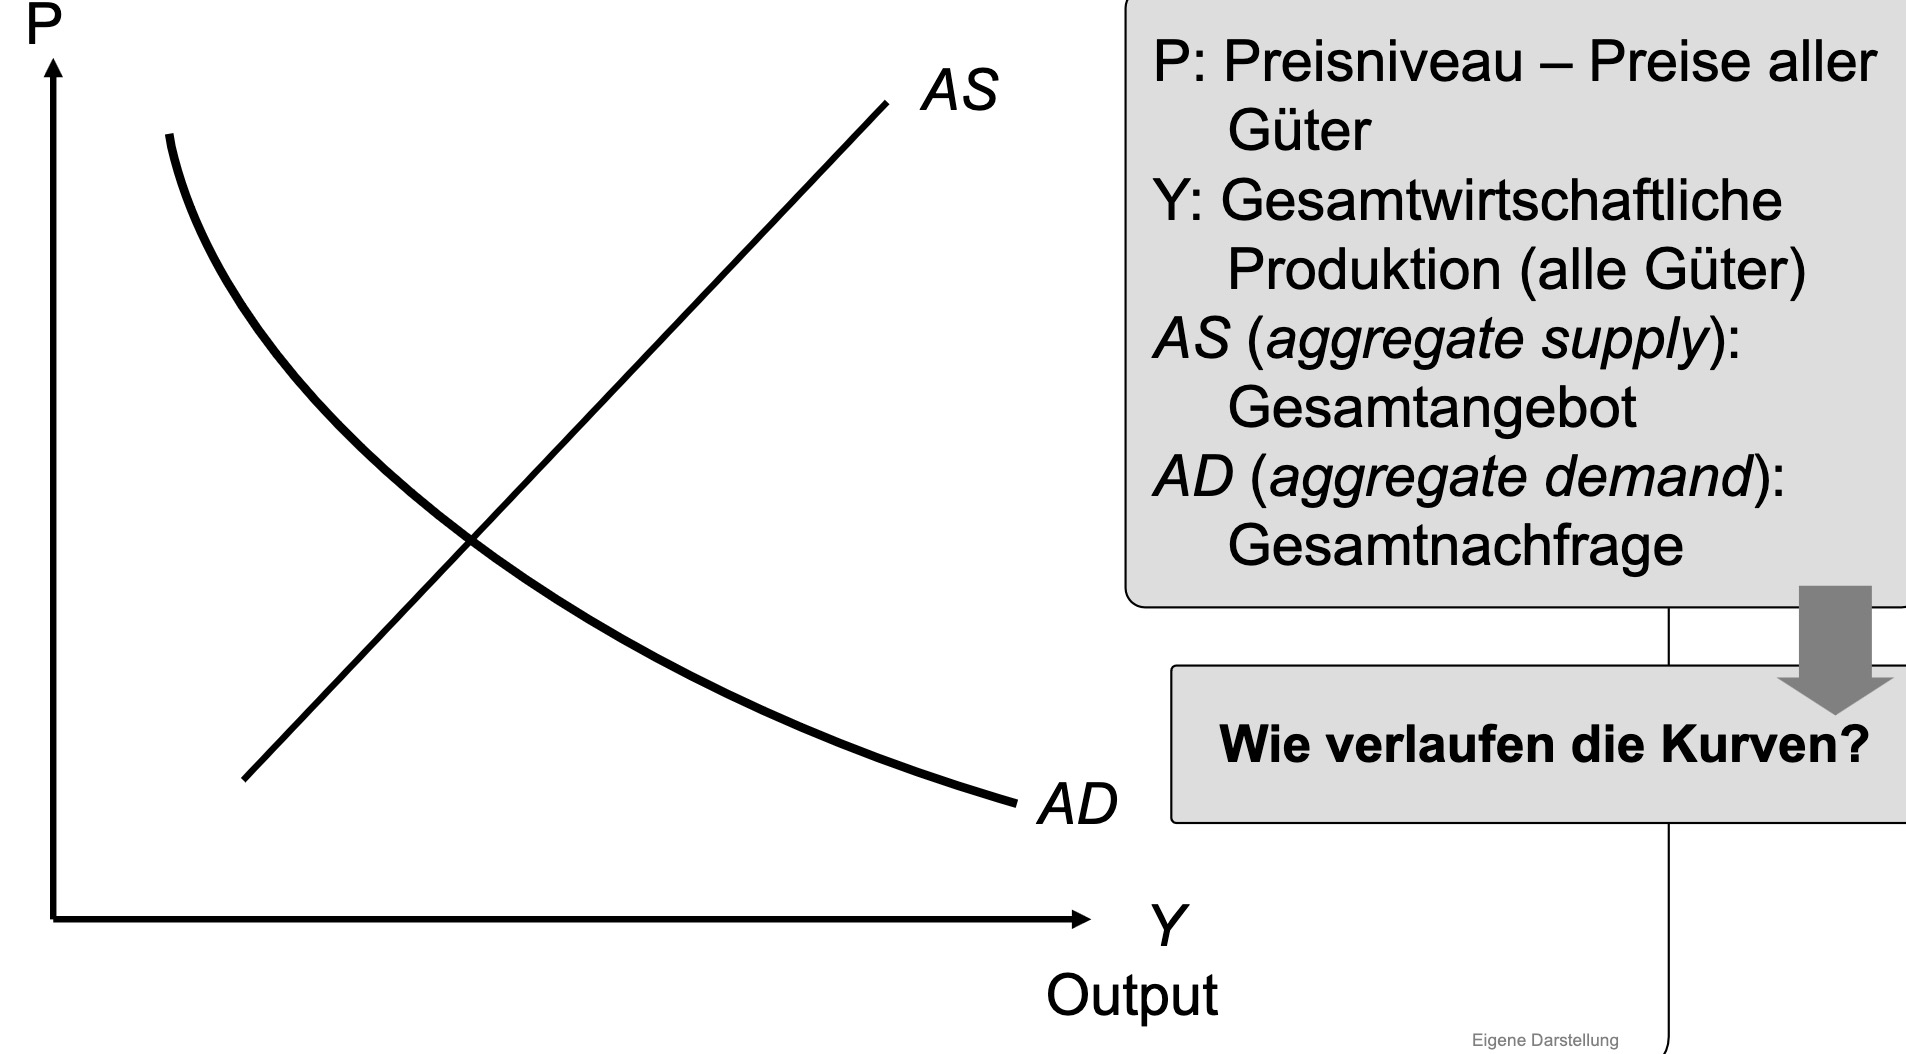 P
AS
AD
Y
Output
P: Preisniveau – Preise aller
Güter
Y: Gesamtwirtschaftliche
Produktion (alle Güter)
AS (aggregate supply):
Gesamtangebot
AD (aggregate demand):
Gesamtnachfrage
Wie verlaufen die Kurven?
Eigene Darstellung